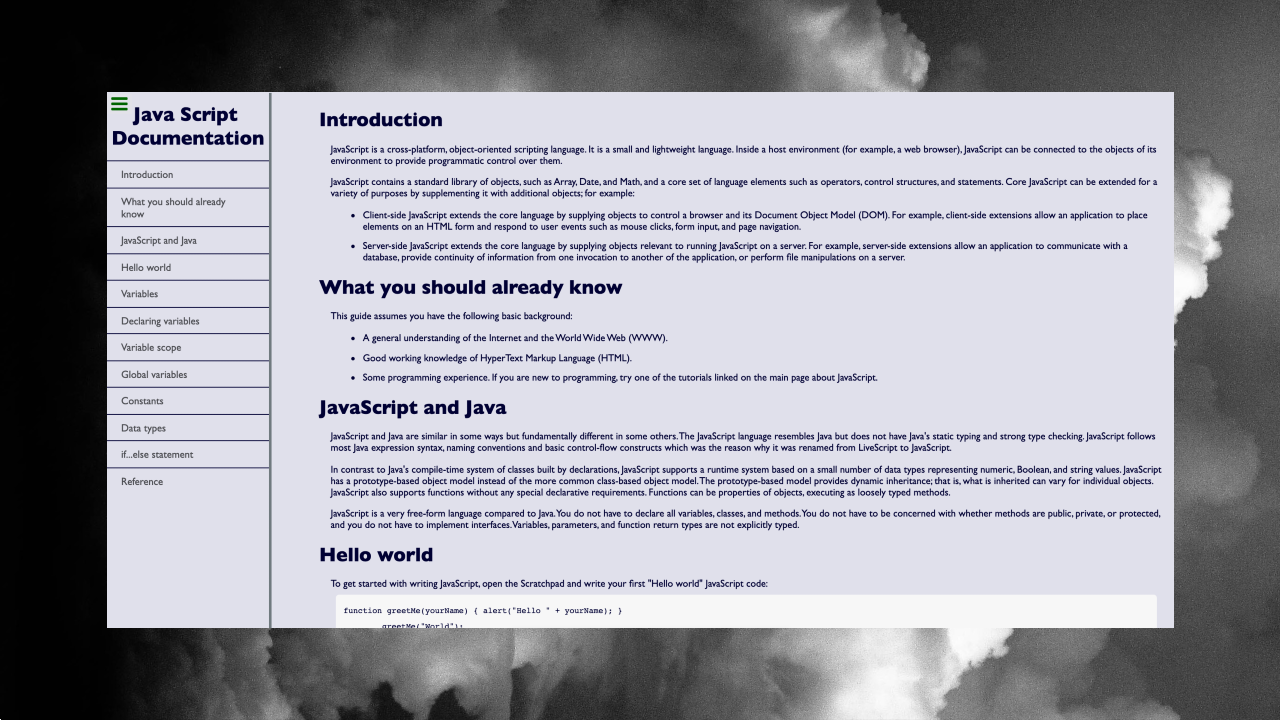 Java Script
Documentation
Introduction
What you should already
know
JavaScript and Java
Hello world
Variables
Declaring variables
Variable scope
Global variables
Constants
Data types
if...else statement
Reference
Introduction
JavaScript is a cross-platform, object-oriented scripting language. It is a small and lightweight language. Inside a host environment (for example, a web browser), JavaScript can be connected to the objects of its
environment to provide programmatic control over them.
JavaScript contains a standard library of objects, such as Array, Date, and Math, and a core set of language elements such as operators, control structures, and statements. Core JavaScript can be extended for a
variety of purposes by supplementing it with additional objects; for example:
• Client-side JavaScript extends the core language by supplying objects to control a browser and its Document Object Model (DOM). For example, client-side extensions allow an application to place
elements on an HTML form and respond to user events such as mouse clicks, form input, and page navigation.
• Server-side JavaScript extends the core language by supplying objects relevant to running JavaScript on a server. For example, server-side extensions allow an application to communicate with a
database, provide continuity of information from one invocation to another of the application, or perform file manipulations on a server.
What you should already know
This guide assumes you have the following basic background:
• A general understanding of the Internet and the World Wide Web (WWW).
• Good working knowledge of HyperText Markup Language (HTML).
• Some programming experience. If you are new to programming, try one of the tutorials linked on the main page about JavaScript.
JavaScript and Java
JavaScript and Java are similar in some ways but fundamentally different in some others. The JavaScript language resembles Java but does not have Java's static typing and strong type checking. JavaScript follows
most Java expression syntax, naming conventions and basic control-flow constructs which was the reason why it was renamed from LiveScript to JavaScript.
In contrast to Java's compile-time system of classes built by declarations, JavaScript supports a runtime system based on a small number of data types representing numeric, Boolean, and string values. JavaScript
has a prototype-based object model instead of the more common class-based object model. The prototype-based model provides dynamic inheritance; that is, what is inherited can vary for individual objects.
JavaScript also supports functions without any special declarative requirements. Functions can be properties of objects, executing as loosely typed methods.
JavaScript is a very free-form language compared to Java. You do not have to declare all variables, classes, and methods. You do not have to be concerned with whether methods are public, private, or protected,
and you do not have to implement interfaces. Variables, parameters, and function return types are not explicitly typed.
Hello world
To get started with writing JavaScript, open the Scratchpad and write your first "Hello world" JavaScript code:
function greetMe(yourName) { alert("Hello " + yourName); }
greetMe("World");